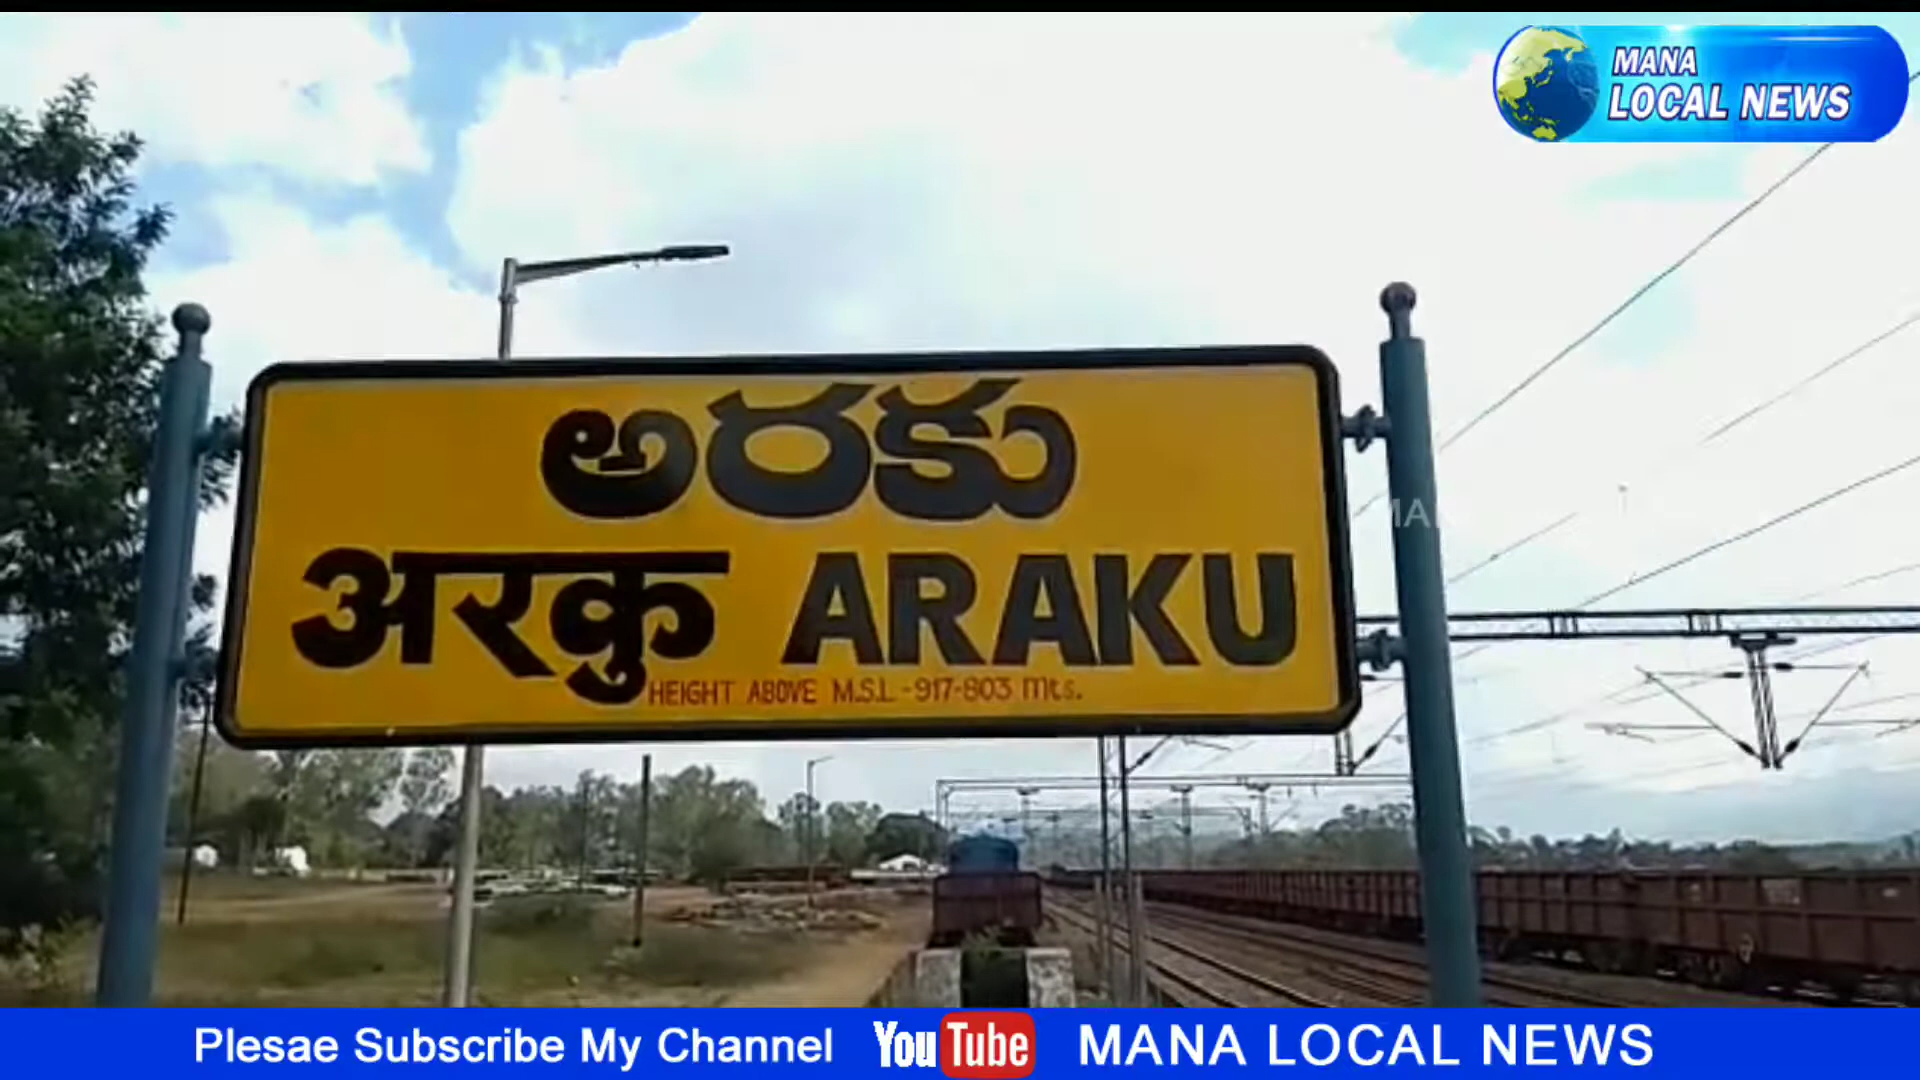 MANA
LOCAL NEWS
అరకు
अरकु ARAKU
HEIGHT ABOVE M.S.L-917-803 Mts.
Plesae Subscribe My Channel YouTube MANA LOCAL NEWS